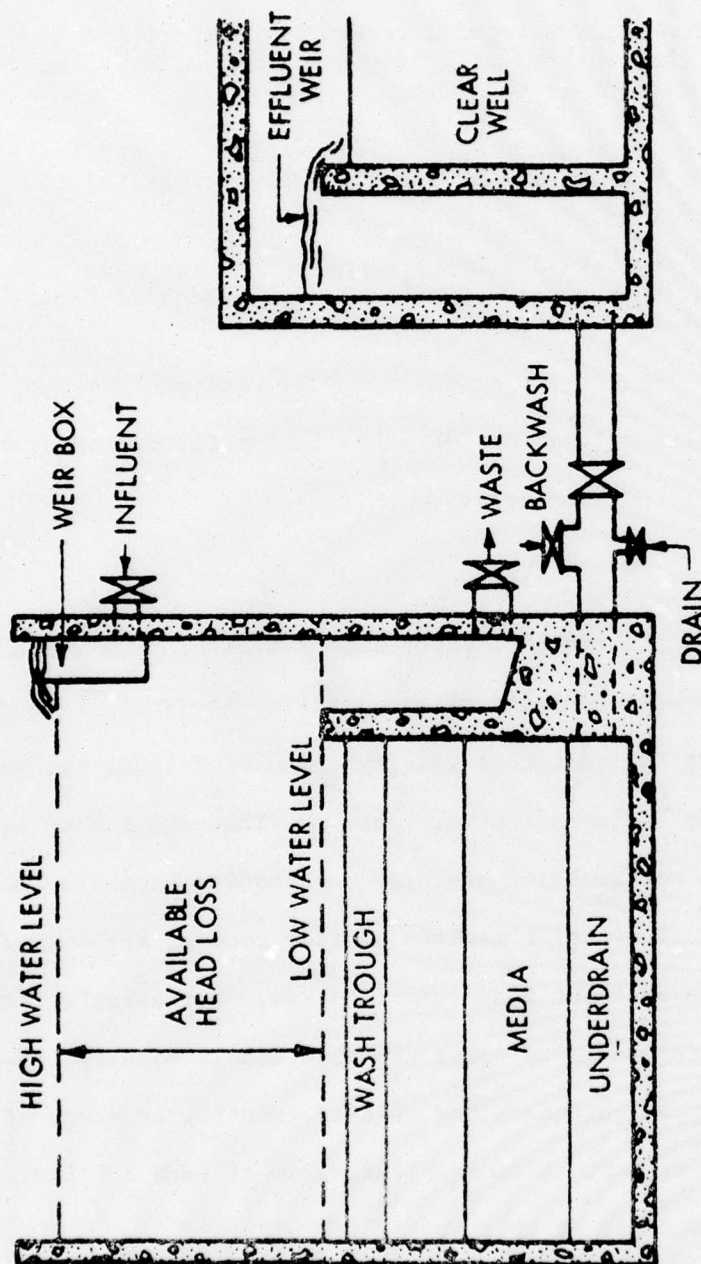 HIGH WATER LEVEL
AVAILABLE
HEAD LOSS
LOW WATER LEVEL
WASH TROUGH
MEDIA
UNDERDRAIN
WEIR BOX
INFLUENT
WASTE
BACKWASH
DRAIN
EFFLUENT
WEIR
CLEAR
WELL